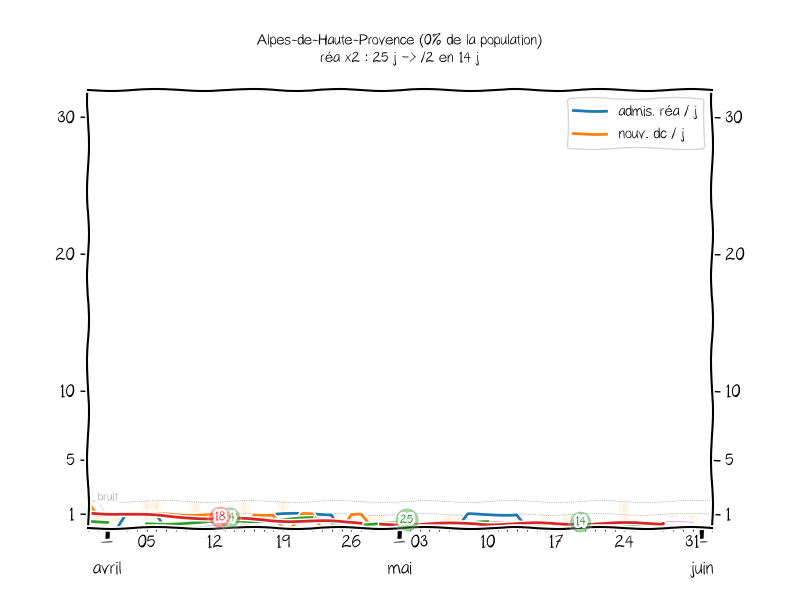 Alpes-de-Haute-Provence (0% de la population)
réa x2 : 25 j -> /2 en 14 j
admis. réa / j
nouv. dc / j
30
30
20
20
10
10
5
5
bruit
1
1
18
4
25
14
05
12
19
26
03
10
17
24
31
avril
mai
juin